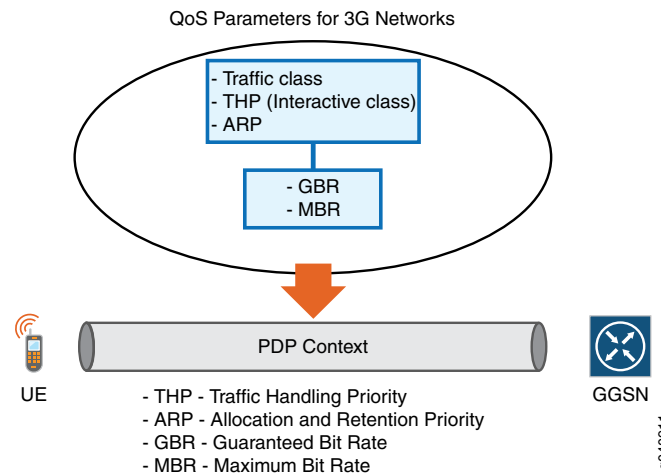 QoS Parameters for 3G Networks
- Traffic class
- THP (Interactive class)
- ARP
- GBR
- MBR
PDP Context
UE
GGSN
- THP - Traffic Handling Priority
- ARP - Allocation and Retention Priority
- GBR - Guaranteed Bit Rate
- MBR - Maximum Bit Rate